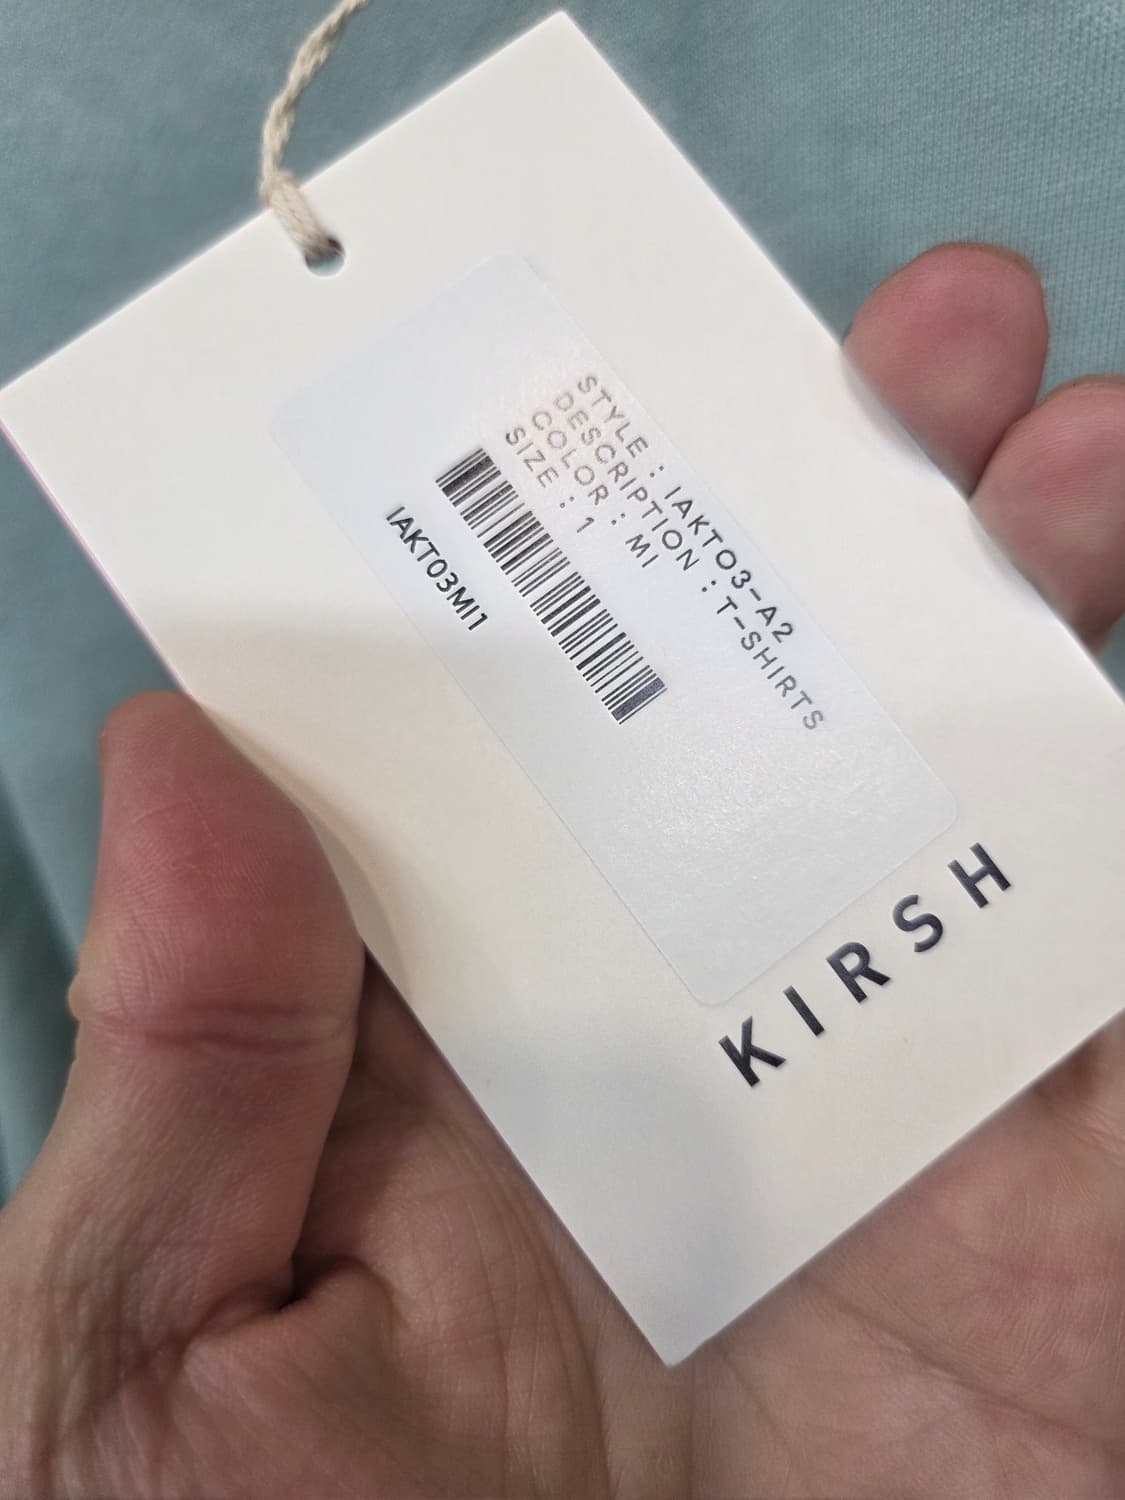 STYLE : IAKT03-A2
DESCRIPTION : T-SHIRTS
COLOR : MI
SIZE : 1
IAKT03MI1
KIRSH